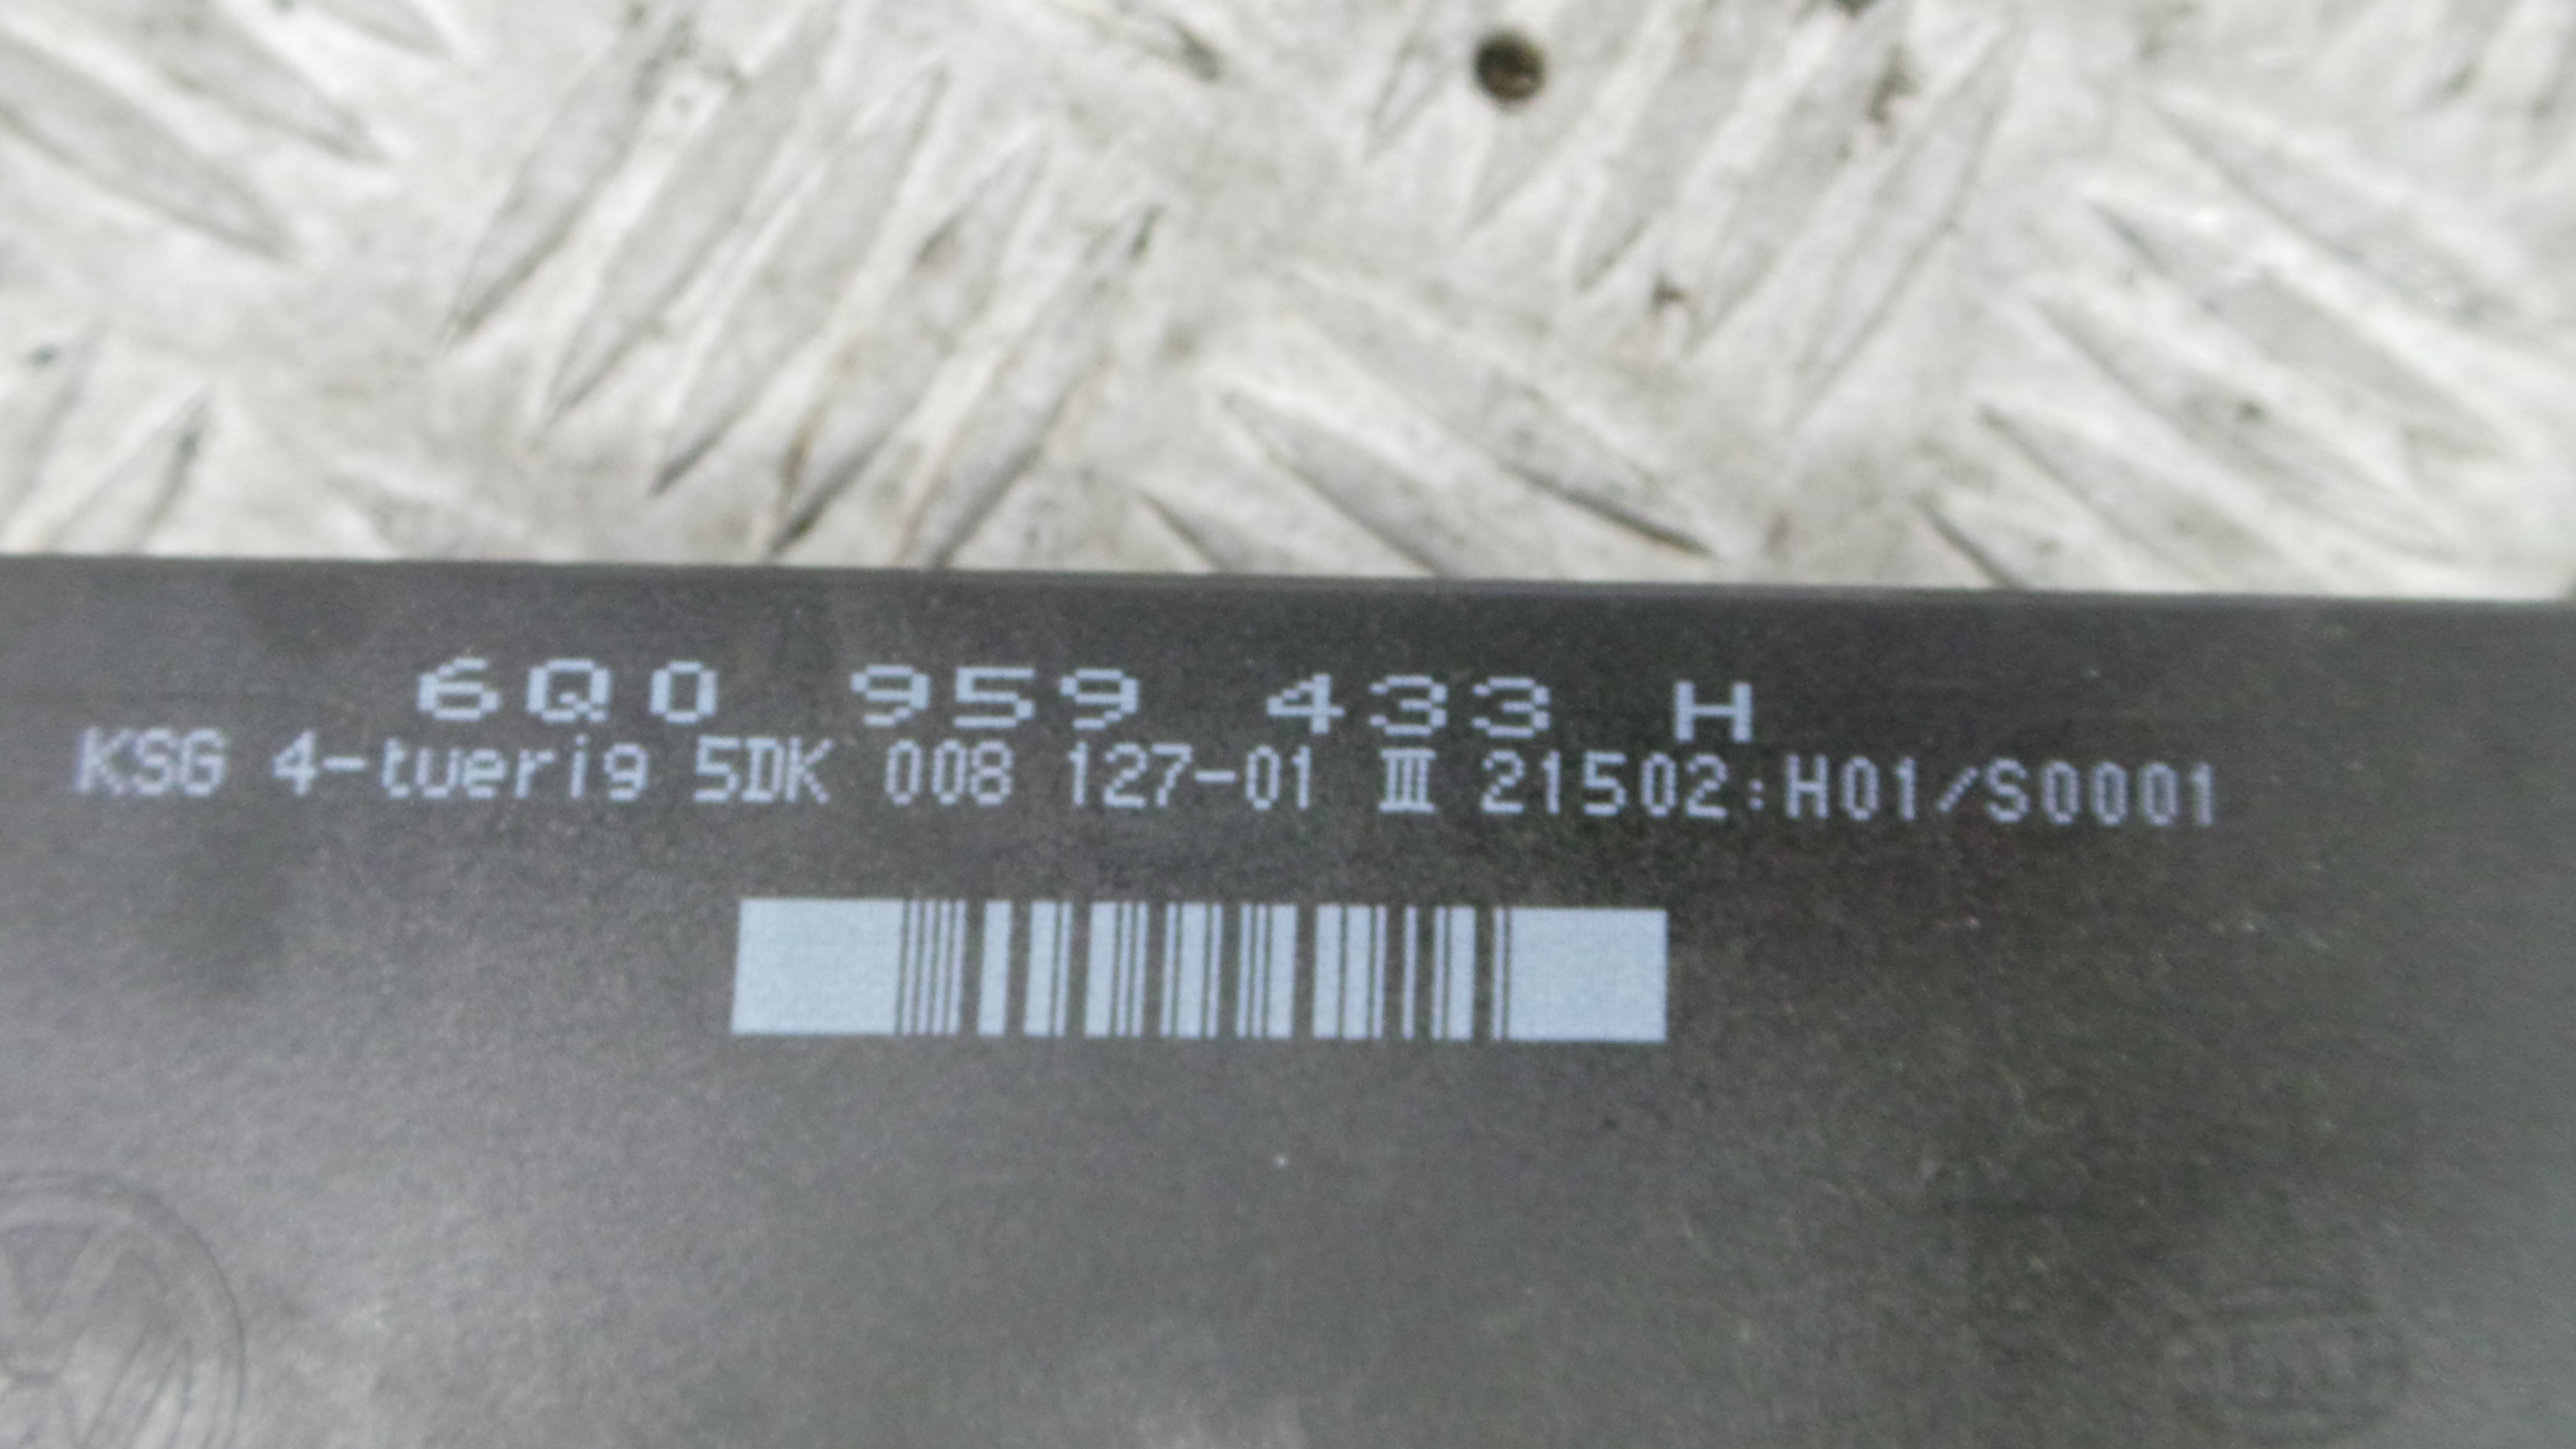 6Q0 959 433 H
KSG 4-tuerig 5DK 008 127-01 III 21502:H01/S0001